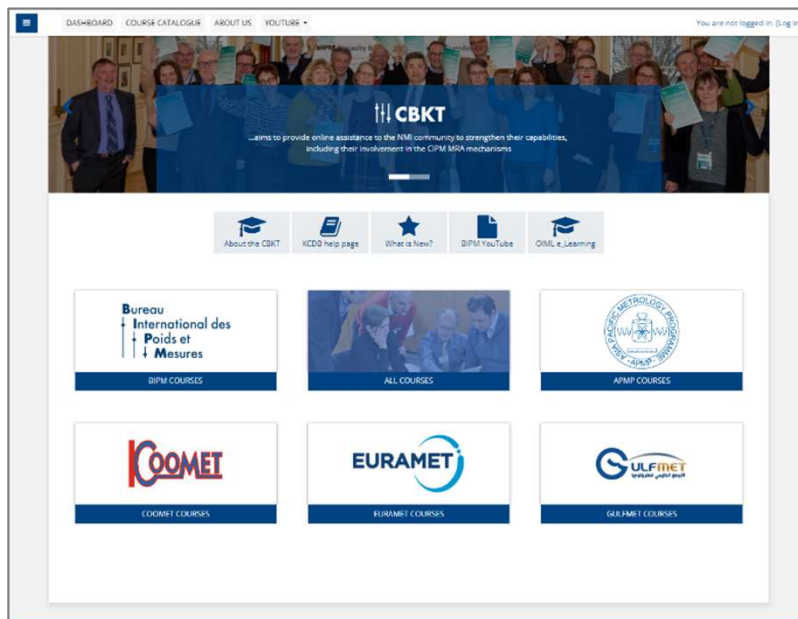 DASHBOARD COURSE CATALOGUE ABOUT US YOUTUBE
You are not logged in. (Log in
CBKT
...aims to provide online assistance to the NMI community to strengthen their capabilities,
including their involvement in the CIPM MRA mechanisms
About the CBKT KCDB help page What is New? BIPM YouTube OIML e_Learning
Bureau
International des
Poids et
Mesures
BIPM COURSES
ALL COURSES
ASIA PACIFIC METROLOGY PROGRAMME
APMP
APMP COURSES
COOMET
COOMET COURSES
EURAMET
EURAMET COURSES
GULFMET
GULFMET COURSES